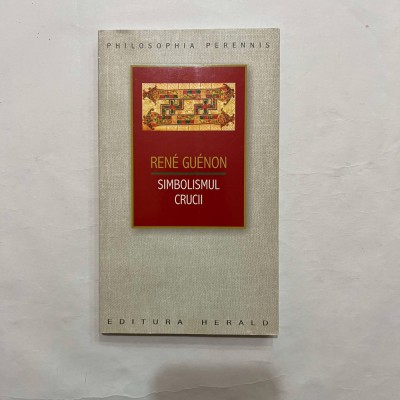 PHILOSOPHIA PERENNIS
RENÉ GUÉNON
SIMBOLISMUL
CRUCII
EDITURA HERALD